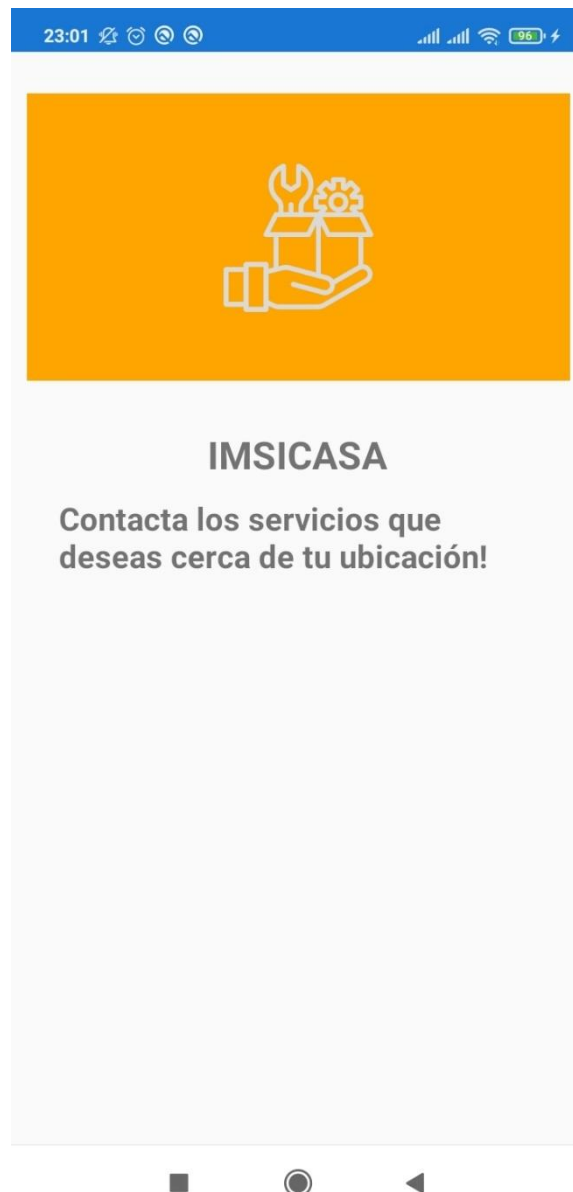 23:01 96
IMSICASA
Contacta los servicios que
deseas cerca de tu ubicación!